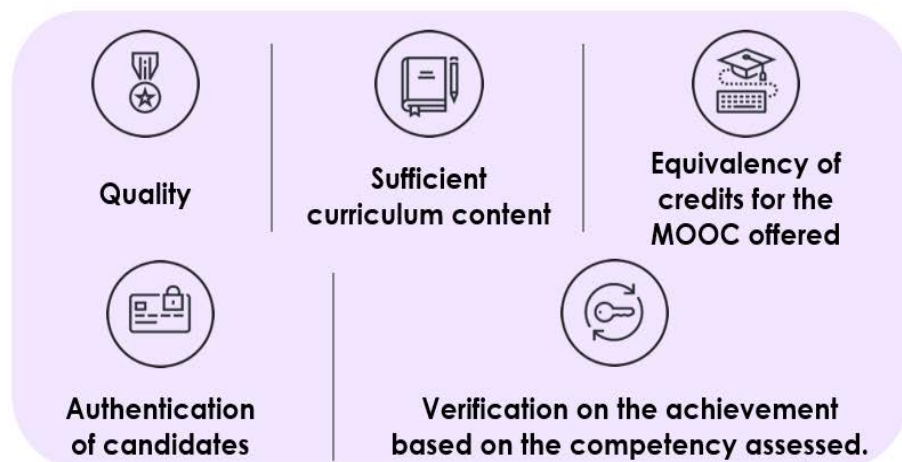 Quality
Sufficient
curriculum content
Equivalency of
credits for the
MOOC offered
Authentication
of candidates
Verification on the achievement
based on the competency assessed.